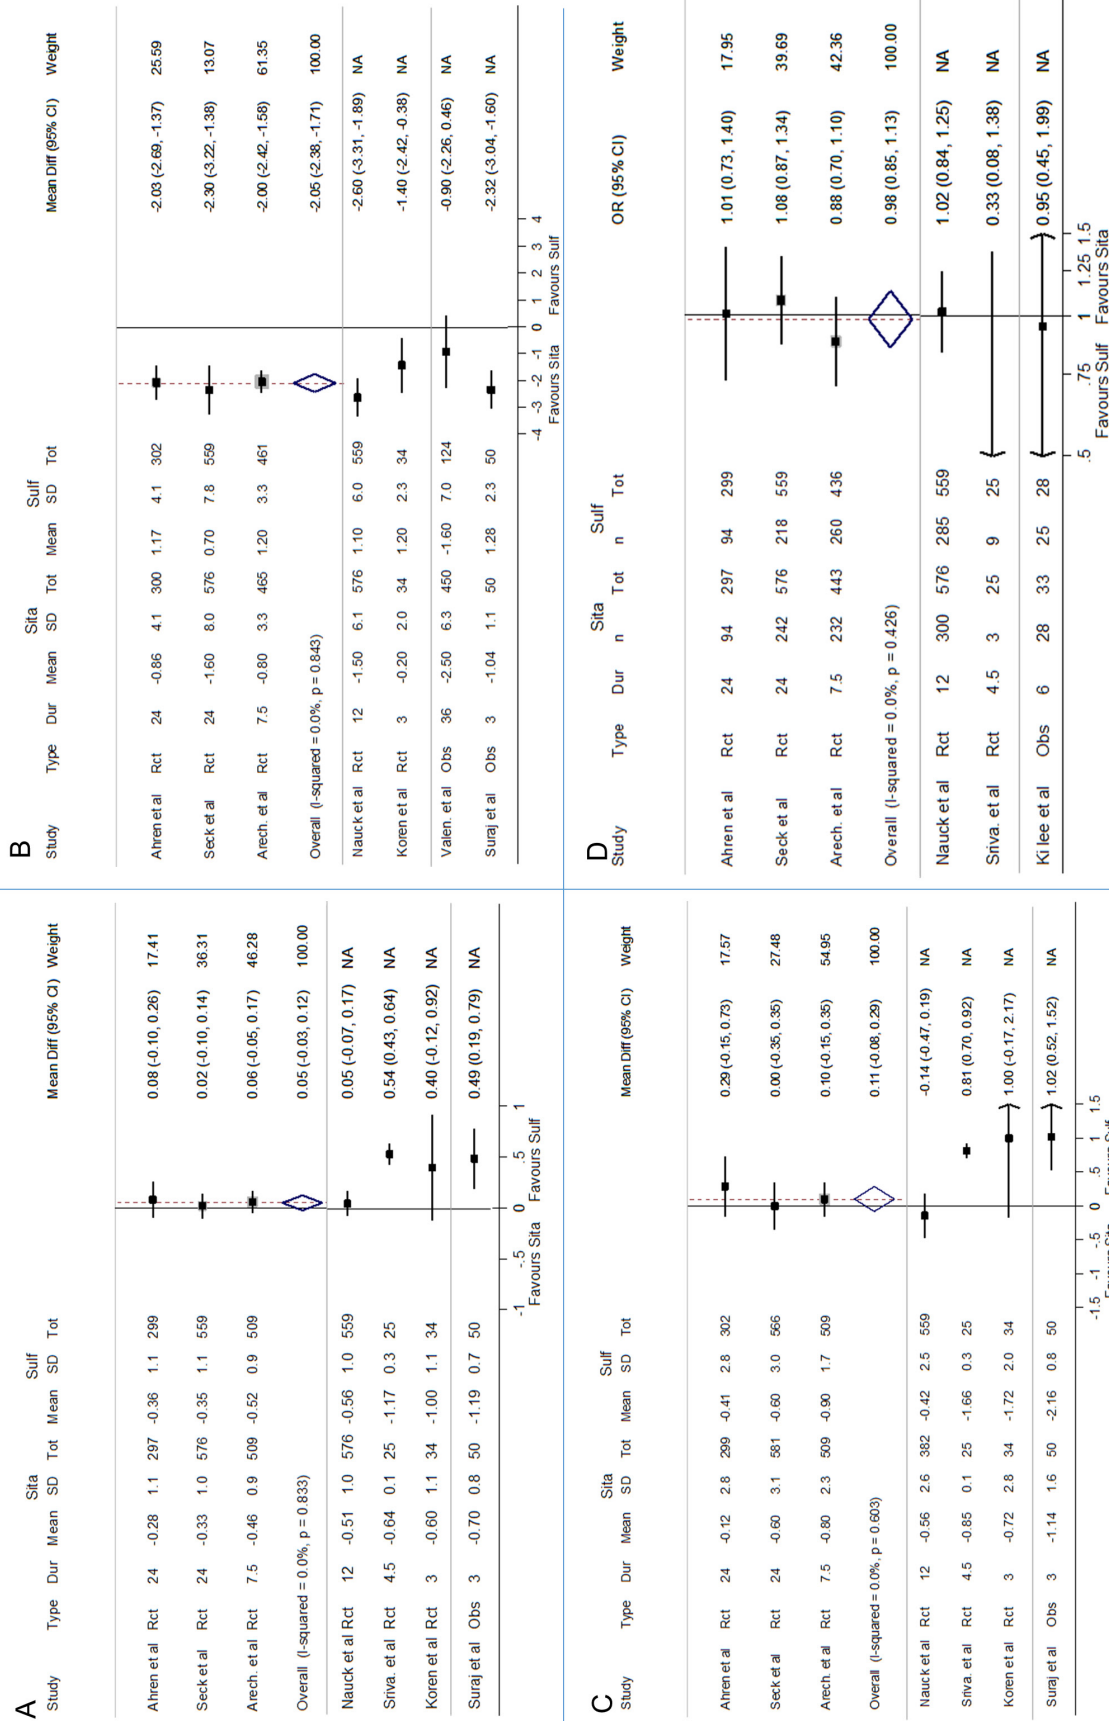 A
Study Type Dur Mean SD Tot Mean SD Tot Mean Diff (95% CI) Weight
Sita Sulf
Ahren et al Rct 24 -0.28 1.1 297 -0.36 1.1 299 0.08 (-0.10, 0.26) 17.41
Seck et al Rct 24 -0.33 1.0 576 -0.35 1.1 559 0.02 (-0.10, 0.14) 36.31
Arech. et al Rct 7.5 -0.46 0.9 509 -0.52 0.9 509 0.06 (-0.05, 0.17) 46.28
Overall (I-squared = 0.0%, p = 0.833) 0.05 (-0.03, 0.12) 100.00
Nauck et al Rct 12 -0.51 1.0 576 -0.56 1.0 559 0.05 (-0.07, 0.17) NA
Sriva. et al Rct 4.5 -0.64 0.1 25 -1.17 0.3 25 0.54 (0.43, 0.64) NA
Koren et al Rct 3 -0.60 1.1 34 -1.00 1.1 34 0.40 (-0.12, 0.92) NA
Suraj et al Obs 3 -0.70 0.8 50 -1.19 0.7 50 0.49 (0.19, 0.79) NA
-1 -.5 0 .5 1
Favours Sita Favours Sulf
B
Sita Sulf
Study Type Dur Mean SD Tot Mean SD Tot Mean Diff (95% CI) Weight
Ahren et al Rct 24 -0.86 4.1 300 1.17 4.1 302 -2.03 (-2.69, -1.37) 25.59
Seck et al Rct 24 -1.60 8.0 576 0.70 7.8 559 -2.30 (-3.22, -1.38) 13.07
Arech. et al Rct 7.5 -0.80 3.3 465 1.20 3.3 461 -2.00 (-2.42, -1.58) 61.35
Overall (I-squared = 0.0%, p = 0.843) -2.05 (-2.38, -1.71) 100.00
Nauck et al Rct 12 -1.50 6.1 576 1.10 6.0 559 -2.60 (-3.31, -1.89) NA
Koren et al Rct 3 -0.20 2.0 34 1.20 2.3 34 -1.40 (-2.42, -0.38) NA
Valen. et al Obs 36 -2.50 6.3 450 -1.60 7.0 124 -0.90 (-2.26, 0.46) NA
Suraj et al Obs 3 -1.04 1.1 50 1.28 2.3 50 -2.32 (-3.04, -1.60) NA
-4 -3 -2 -1 0 1 2 3 4
Favours Sita Favours Sulf
C
Sita Sulf
Study Type Dur Mean SD Tot Mean SD Tot Mean Diff (95% CI) Weight
Ahren et al Rct 24 -0.12 2.8 299 -0.41 2.8 302 0.29 (-0.15, 0.73) 17.57
Seck et al Rct 24 -0.60 3.1 581 -0.60 3.0 566 0.00 (-0.35, 0.35) 27.48
Arech. et al Rct 7.5 -0.80 2.3 509 -0.90 1.7 509 0.10 (-0.15, 0.35) 54.95
Overall (I-squared = 0.0%, p = 0.603) 0.11 (-0.08, 0.29) 100.00
Nauck et al Rct 12 -0.56 2.6 382 -0.42 2.5 559 -0.14 (-0.47, 0.19) NA
Sriva. et al Rct 4.5 -0.85 0.1 25 -1.66 0.3 25 0.81 (0.70, 0.92) NA
Koren et al Rct 3 -0.72 2.8 34 -1.72 2.0 34 1.00 (-0.17, 2.17) NA
Suraj et al Obs 3 -1.14 1.6 50 -2.16 0.8 50 1.02 (0.52, 1.52) NA
-1.5 -1 -.5 0 .5 1 1.5
Favours Sita Favours Sulf
D
Sita Sulf
Study Type Dur n Tot n Tot OR (95% CI) Weight
Ahren et al Rct 24 94 297 94 299 1.01 (0.73, 1.40) 17.95
Seck et al Rct 24 242 576 218 559 1.08 (0.87, 1.34) 39.69
Arech. et al Rct 7.5 232 443 260 436 0.88 (0.70, 1.10) 42.36
Overall (I-squared = 0.0%, p = 0.426) 0.98 (0.85, 1.13) 100.00
Nauck et al Rct 12 300 576 285 559 1.02 (0.84, 1.25) NA
Sriva. et al Rct 4.5 3 25 9 25 0.33 (0.08, 1.38) NA
Ki lee et al Obs 6 28 33 25 28 0.95 (0.45, 1.99) NA
.5 .75 1 1.25 1.5
Favours Sulf Favours Sita